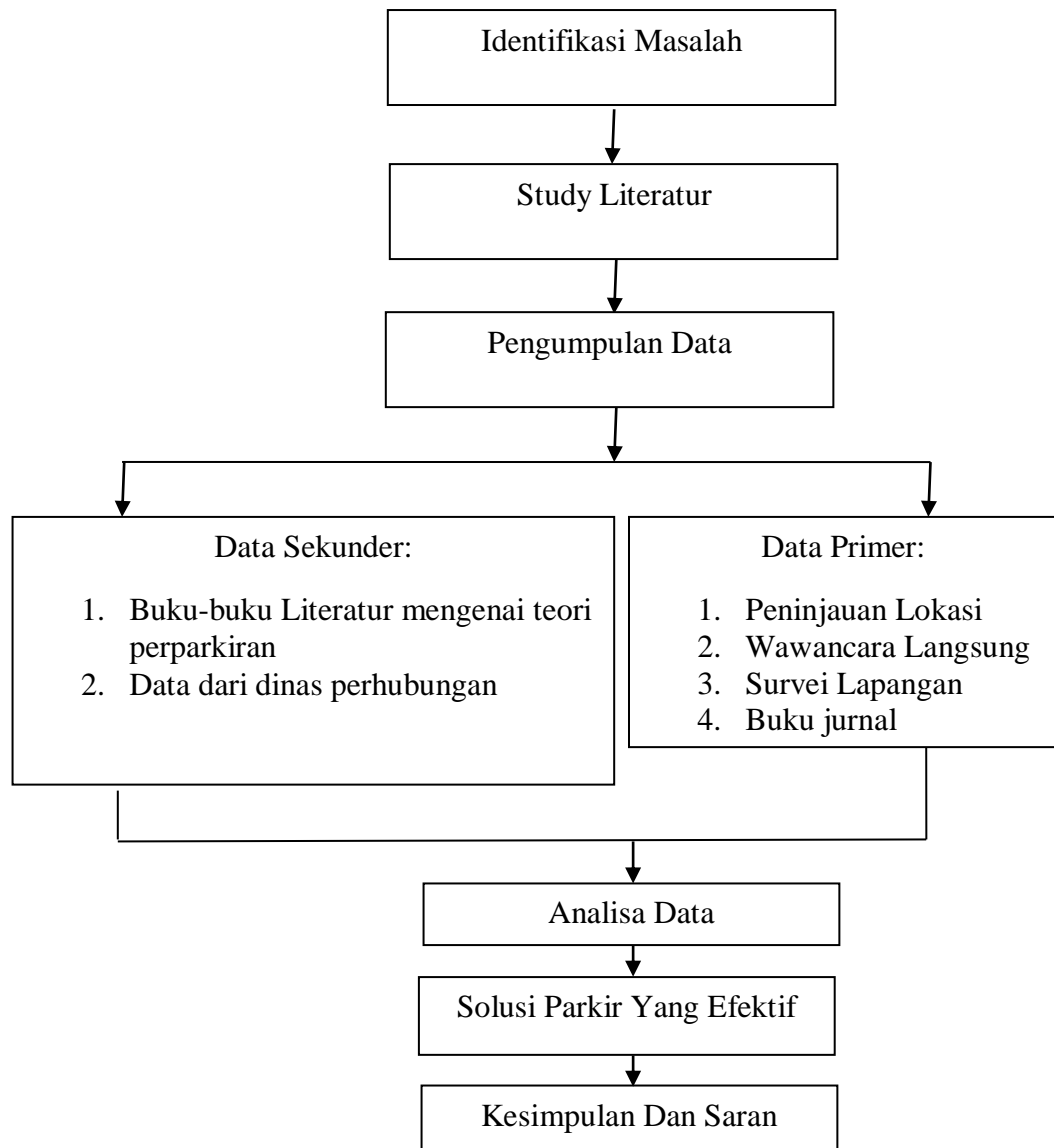 Identifikasi Masalah
Study Literatur
Pengumpulan Data
Data Sekunder:
1. Buku-buku Literatur mengenai teori
perparkiran
2. Data dari dinas perhubungan
Data Primer:
1. Peninjauan Lokasi
2. Wawancara Langsung
3. Survei Lapangan
4. Buku jurnal
Analisa Data
Solusi Parkir Yang Efektif
Kesimpulan Dan Saran